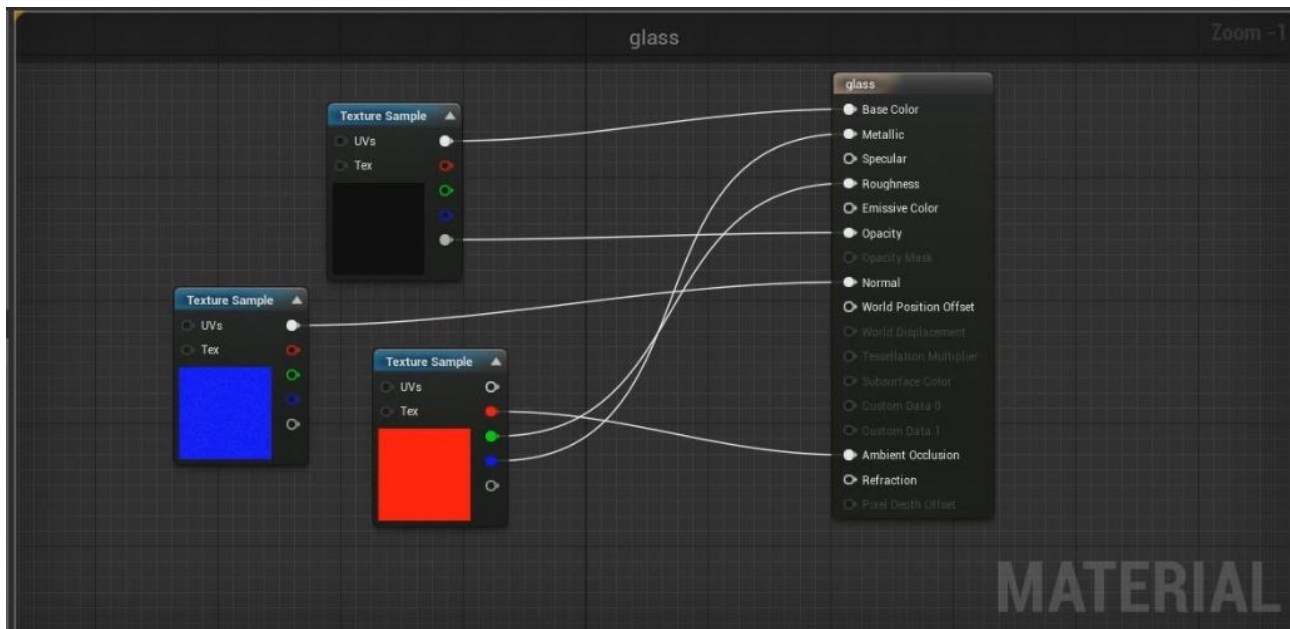 glass
Zoom -1
Texture Sample
UVs
Tex
Texture Sample
UVs
Tex
Texture Sample
UVs
Tex
glass
Base Color
Metallic
Specular
Roughness
Emissive Color
Opacity
Opacity Mask
Normal
World Position Offset
World Displacement
Tessellation Multiplier
Subsurface Color
Custom Data 0
Custom Data 1
Ambient Occlusion
Refraction
Pixel Depth Offset
MATERIAL